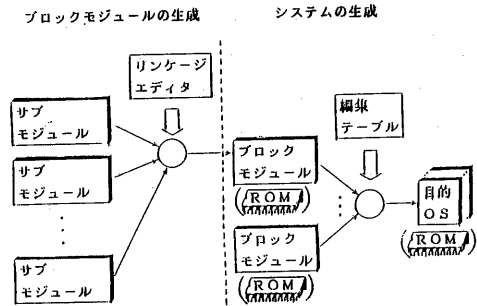 ブロックモジュールの生成
システムの生成
リンケージ
エディタ
サブ
モジュール
サブ
モジュール
サブ
モジュール
編集
テーブル
ブロック
モジュール
(ROM)
ブロック
モジュール
(ROM)
目的
OS
(ROM)